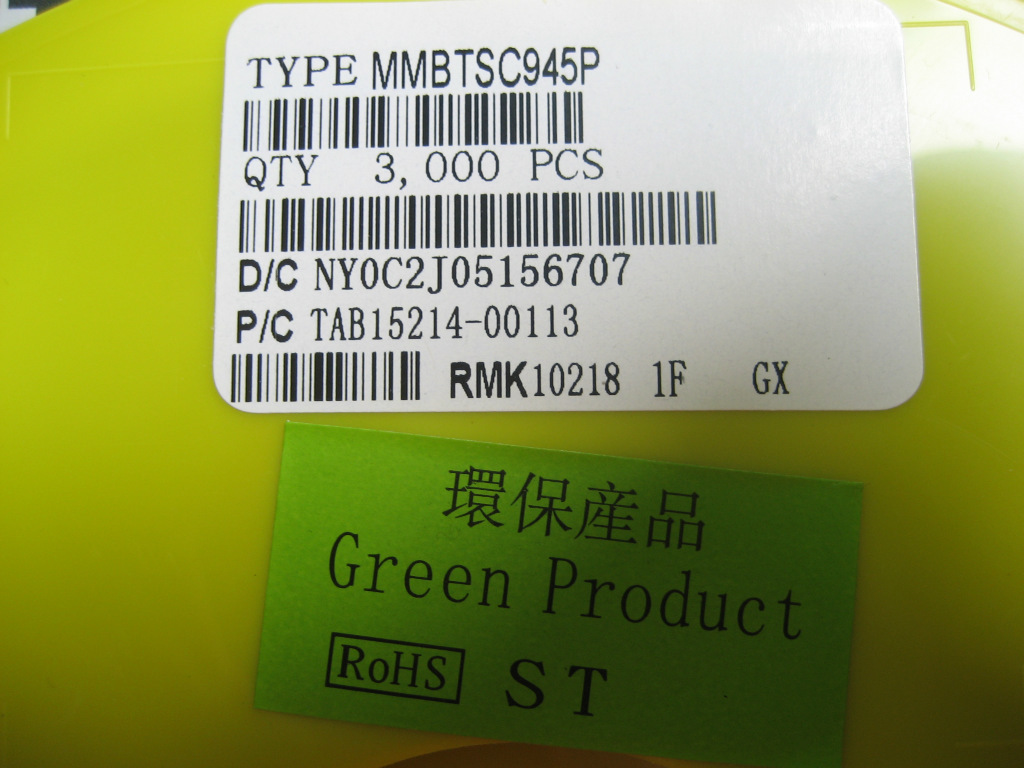 TYPE MMBTSC945P
QTY 3,000 PCS
D/C NY0C2J05156707
P/C TAB15214-00113
RMK10218 1F GX
環保産品
Green Product
RoHS ST